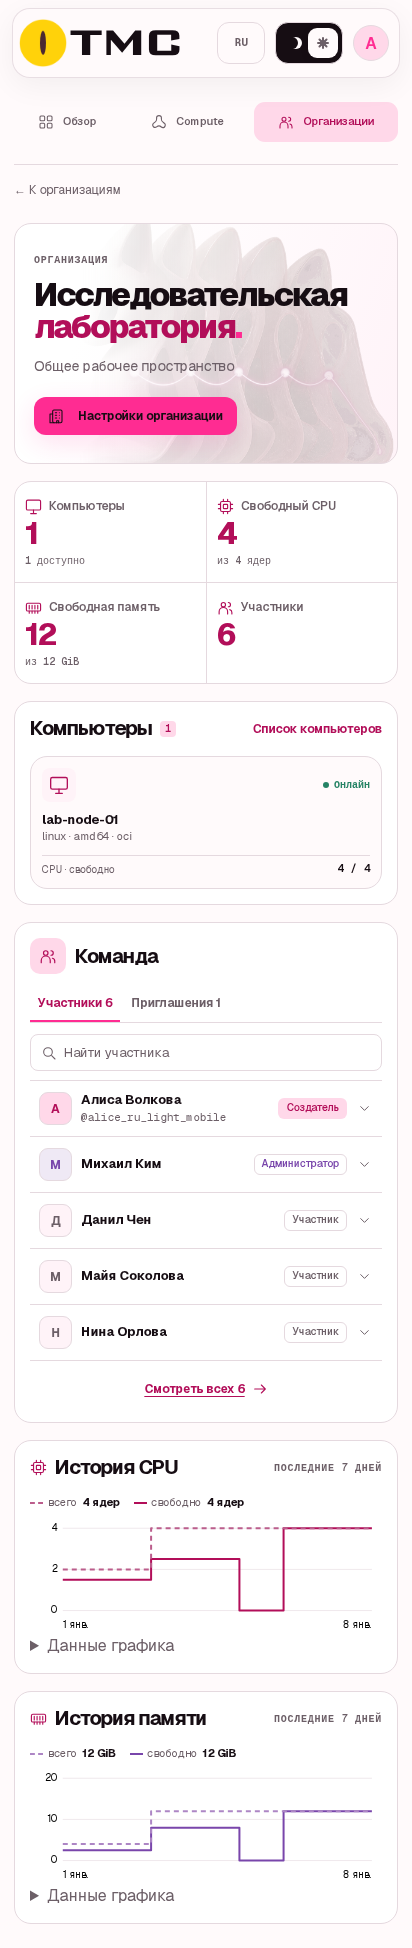 TMC
RU
A
Обзор
Compute
Организации
← К организациям
ОРГАНИЗАЦИЯ
Исследовательская
лаборатория.
Общее рабочее пространство
Настройки организации
Компьютеры
1
1 доступно
Свободный CPU
4
из 4 ядер
Свободная память
12
из 12 GiB
Участники
6
Компьютеры 1
Список компьютеров
Онлайн
lab-node-01
linux · amd64 · oci
CPU · свободно
4 / 4
Команда
Участники 6
Приглашения 1
Найти участника
А
Алиса Волкова
@alice_ru_light_mobile
Создатель
М
Михаил Ким
Администратор
Д
Данил Чен
Участник
М
Майя Соколова
Участник
Н
Нина Орлова
Участник
Смотреть всех 6 →
История CPU
ПОСЛЕДНИЕ 7 ДНЕЙ
всего 4 ядер
свободно 4 ядер
4
2
0
1 янв.
8 янв.
Данные графика
История памяти
ПОСЛЕДНИЕ 7 ДНЕЙ
всего 12 GiB
свободно 12 GiB
20
10
0
1 янв.
8 янв.
Данные графика